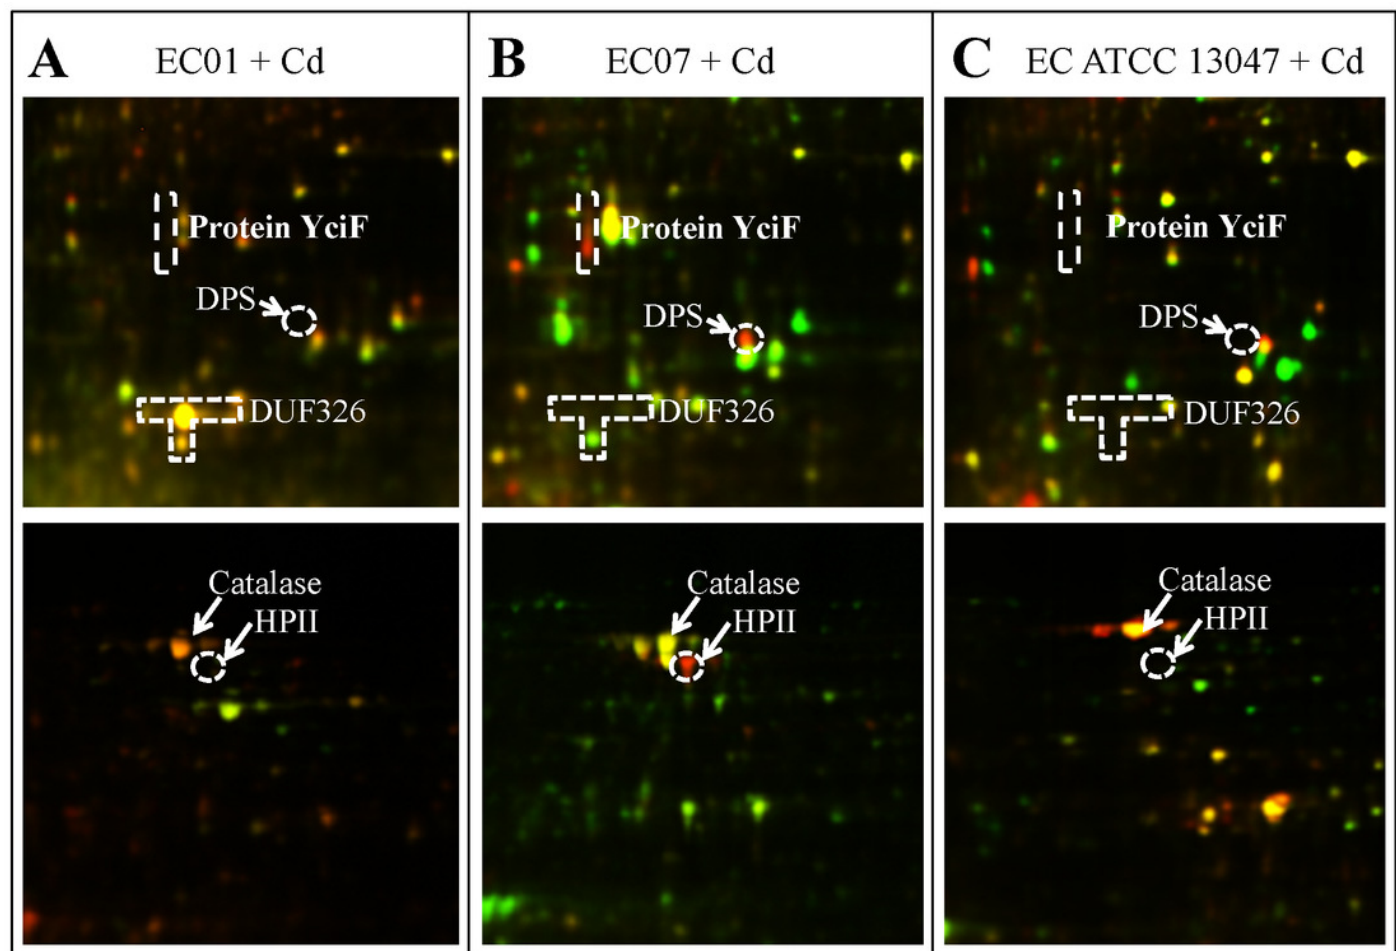 A EC01 + Cd
Protein YciF
DPS
DUF326
Catalase
HPII
B EC07 + Cd
Protein YciF
DPS
DUF326
Catalase
HPII
C EC ATCC 13047 + Cd
Protein YciF
DPS
DUF326
Catalase
HPII